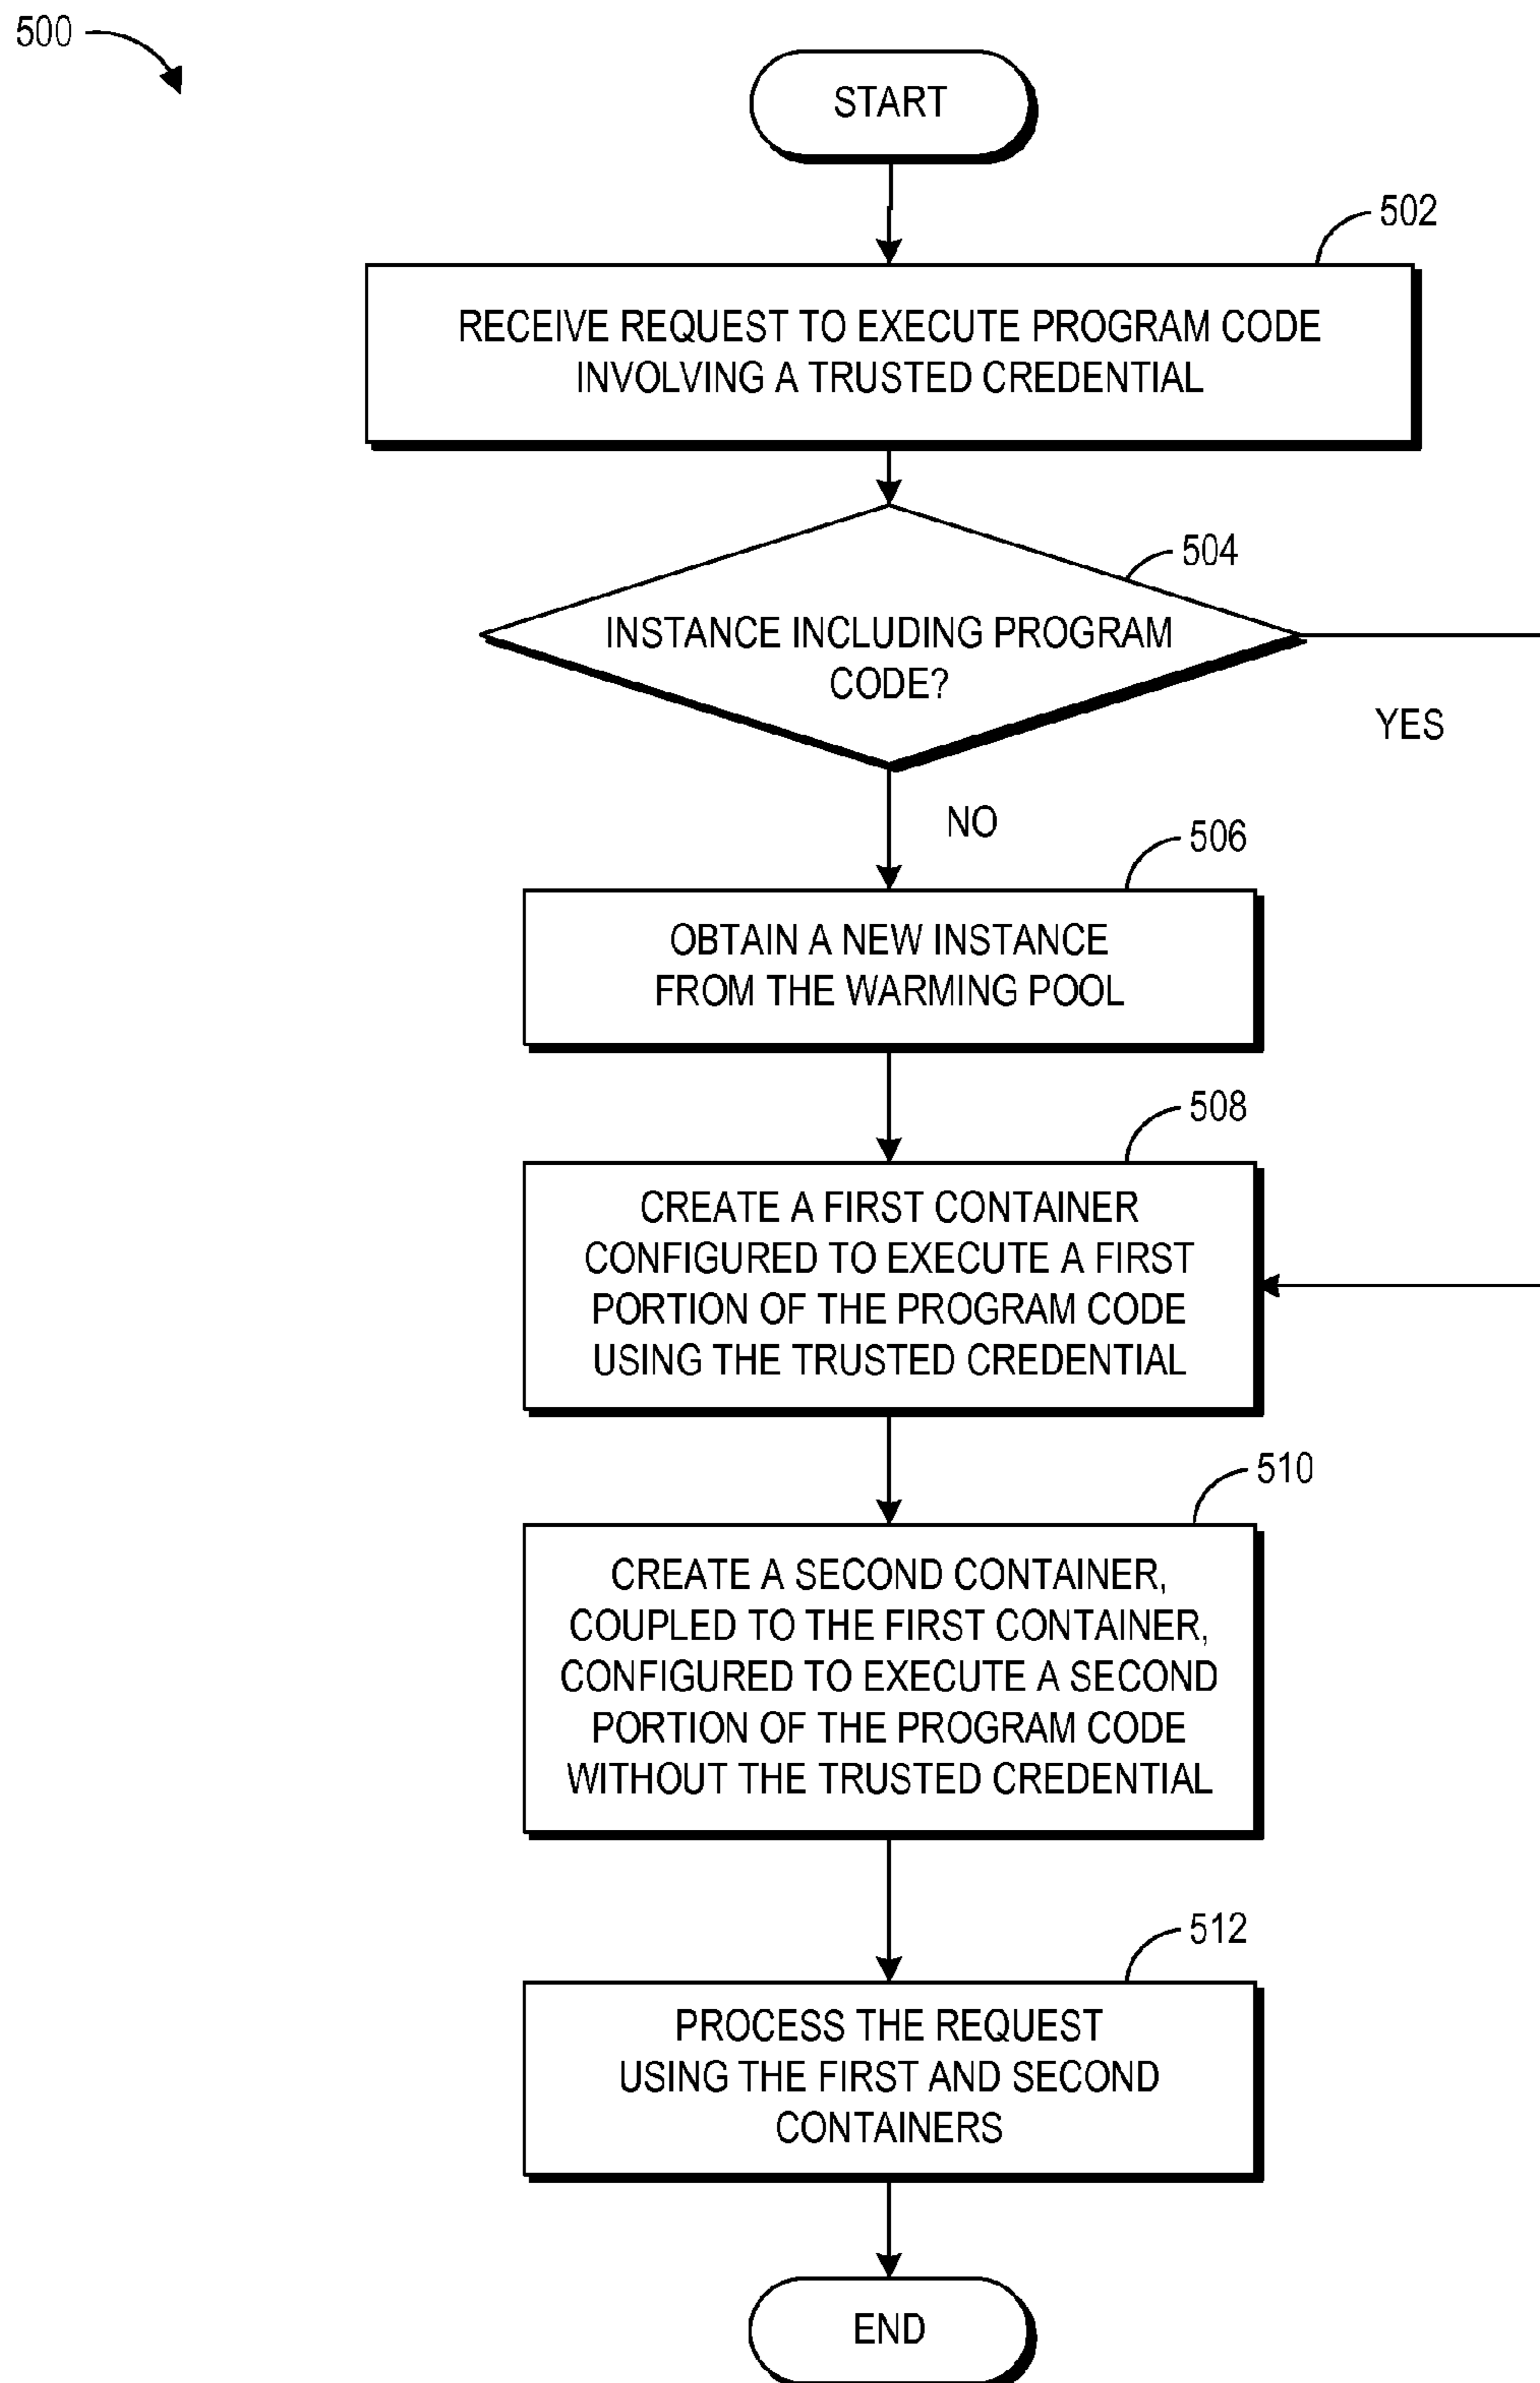 500
START
502
RECEIVE REQUEST TO EXECUTE PROGRAM CODE
INVOLVING A TRUSTED CREDENTIAL
504
INSTANCE INCLUDING PROGRAM
CODE?
YES
NO
506
OBTAIN A NEW INSTANCE
FROM THE WARMING POOL
508
CREATE A FIRST CONTAINER
CONFIGURED TO EXECUTE A FIRST
PORTION OF THE PROGRAM CODE
USING THE TRUSTED CREDENTIAL
510
CREATE A SECOND CONTAINER,
COUPLED TO THE FIRST CONTAINER,
CONFIGURED TO EXECUTE A SECOND
PORTION OF THE PROGRAM CODE
WITHOUT THE TRUSTED CREDENTIAL
512
PROCESS THE REQUEST
USING THE FIRST AND SECOND
CONTAINERS
END